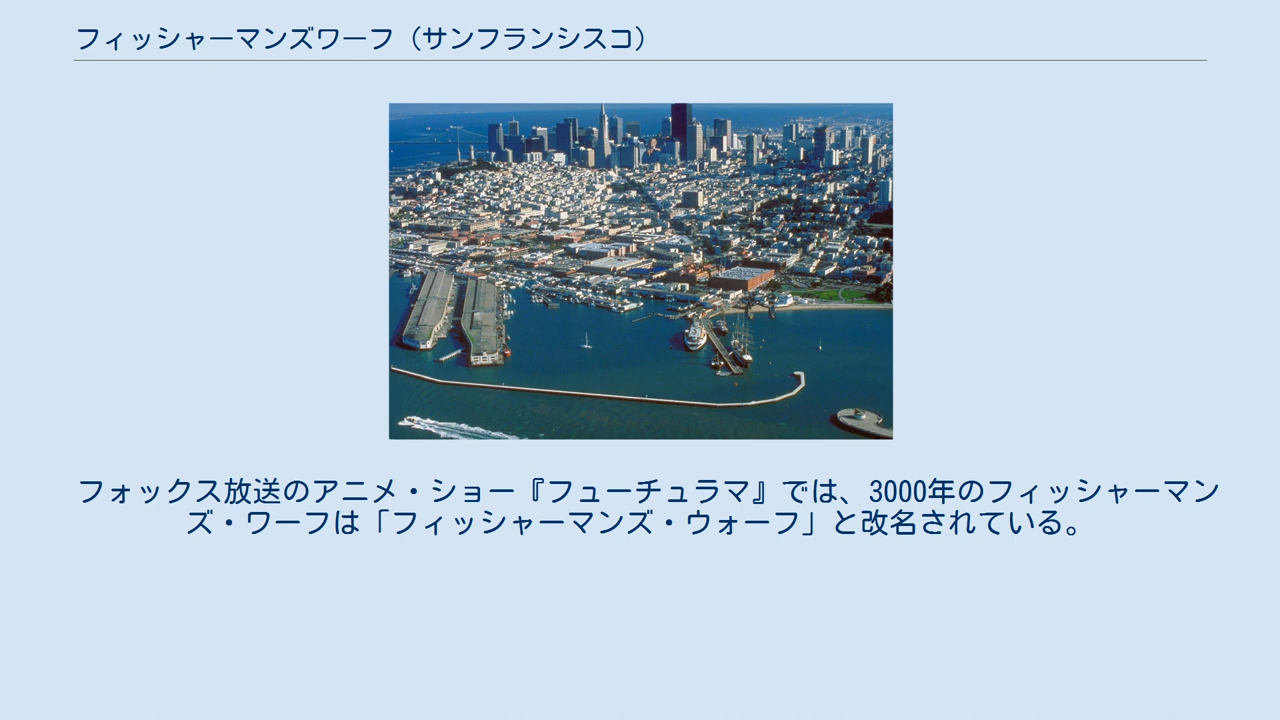 フィッシャーマンズワーフ（サンフランシスコ）
フォックス放送のアニメ・ショー『フューチュラマ』では、3000年のフィッシャーマン
ズ・ワーフは「フィッシャーマンズ・ウォーフ」と改名されている。